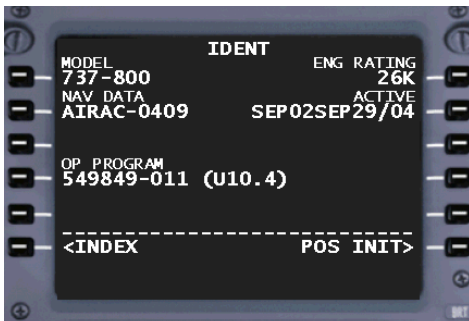 IDENT
MODEL ENG RATING
737-800 26K
NAV DATA ACTIVE
AIRAC-0409 SEP02SEP29/04
OP PROGRAM
549849-011 (U10.4)
<INDEX POS INIT>
BRT